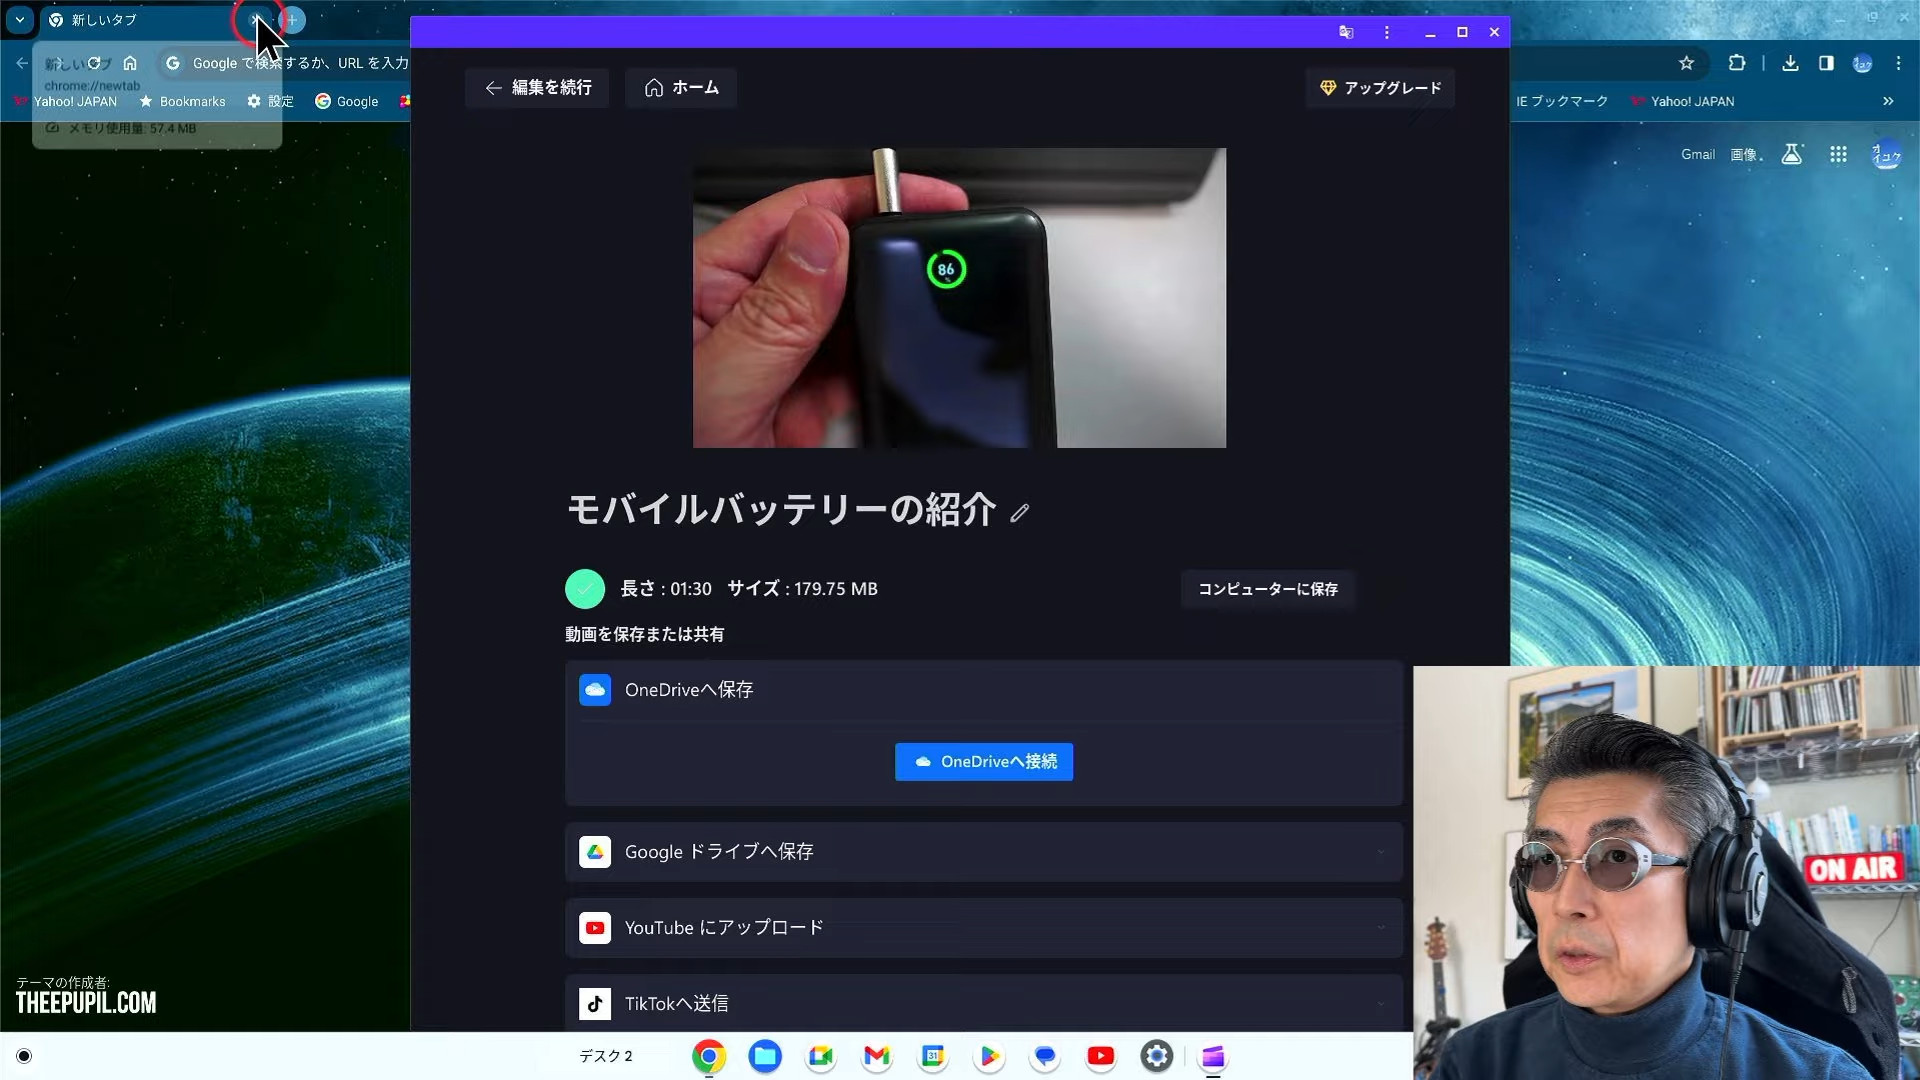 新しいタブ
新しいタブ
Google で検索するか、URL を入力
chrome://newtab
Yahoo! JAPAN
Bookmarks
設定
Google
IE ブックマーク
Yahoo! JAPAN
メモリ使用量: 57.4 MB
Gmail
画像
編集を続行
ホーム
アップグレード
86
%
モバイルバッテリーの紹介
長さ : 01:30 サイズ : 179.75 MB
コンピューターに保存
動画を保存または共有
OneDriveへ保存
OneDriveへ接続
Google ドライブへ保存
YouTube にアップロード
TikTokへ送信
テーマの作成者:
THEEPUPIL.COM
デスク 2
31
ON AIR